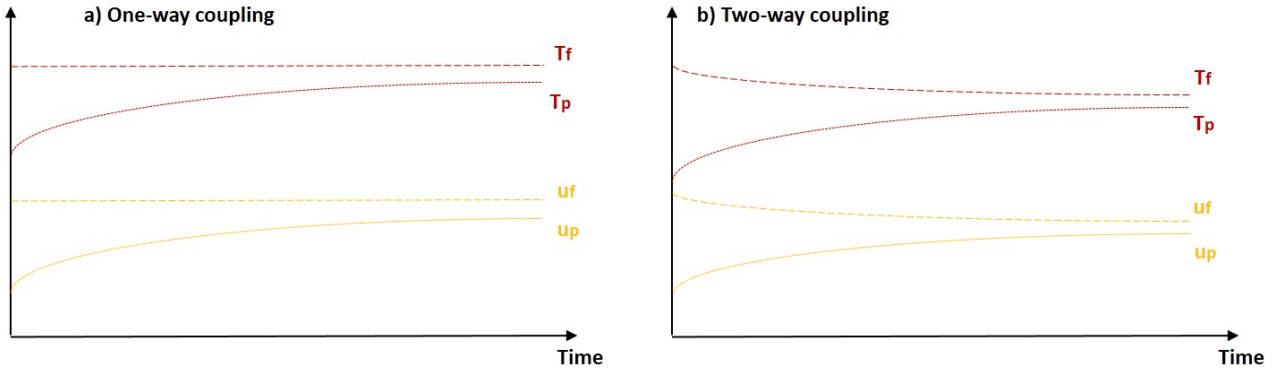 a) One-way coupling
Tf
Tp
uf
up
Time
b) Two-way coupling
Tf
Tp
uf
up
Time